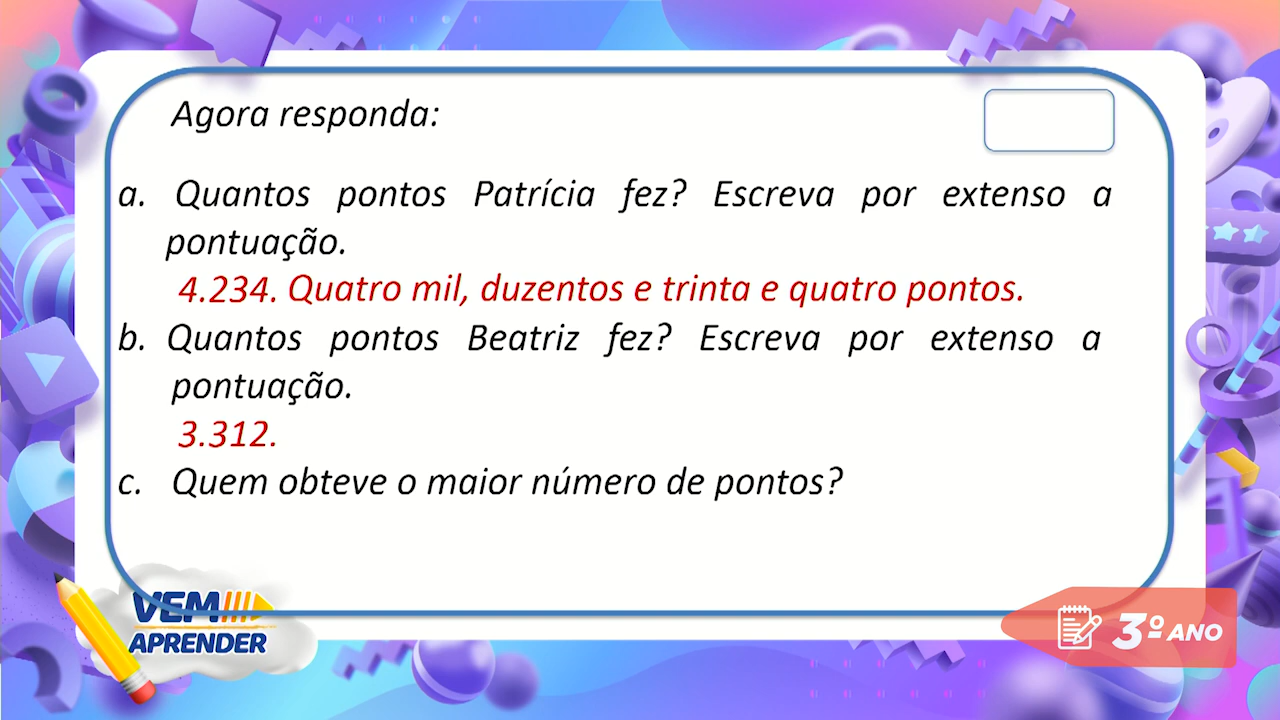 Agora responda:
a. Quantos pontos Patrícia fez? Escreva por extenso a
pontuação.
4.234. Quatro mil, duzentos e trinta e quatro pontos.
b. Quantos pontos Beatriz fez? Escreva por extenso a
pontuação.
3.312.
c. Quem obteve o maior número de pontos?
VEM
APRENDER
3º ANO